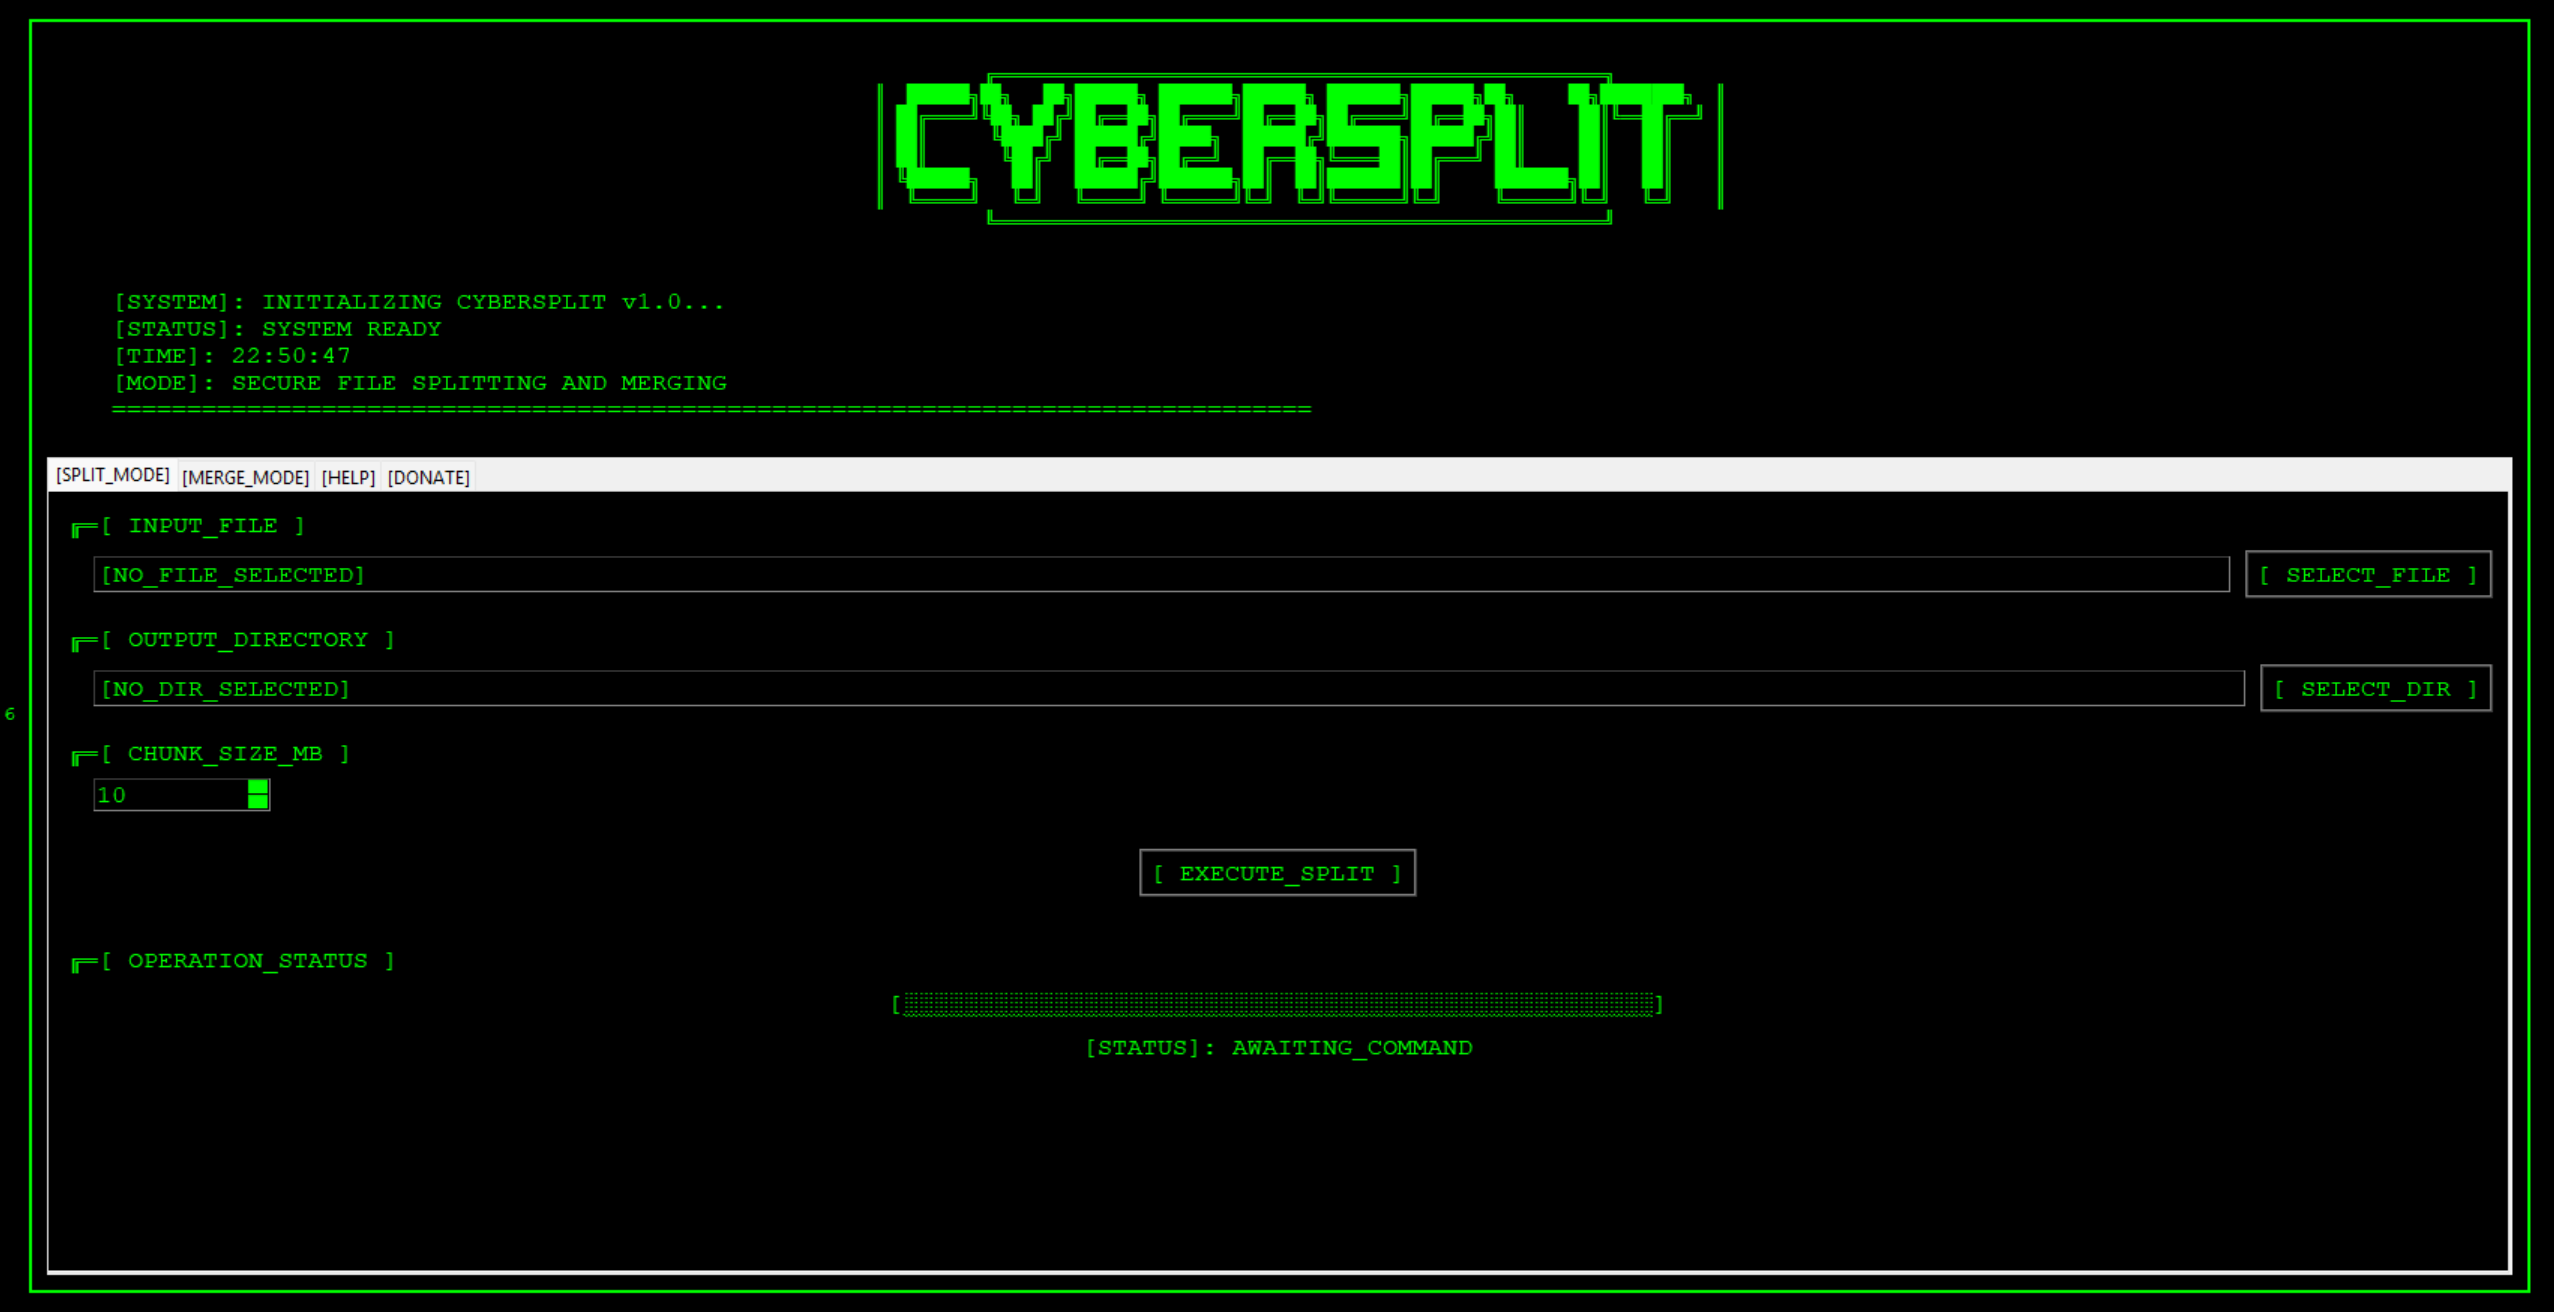 CYBERSPLIT
[SYSTEM]: INITIALIZING CYBERSPLIT v1.0...
[STATUS]: SYSTEM READY
[TIME]: 22:50:47
[MODE]: SECURE FILE SPLITTING AND MERGING
================================================================================
[SPLIT_MODE] [MERGE_MODE] [HELP] [DONATE]
╔═[ INPUT_FILE ]
[NO_FILE_SELECTED] [ SELECT_FILE ]
╔═[ OUTPUT_DIRECTORY ]
[NO_DIR_SELECTED] [ SELECT_DIR ]
6
╔═[ CHUNK_SIZE_MB ]
10
[ EXECUTE_SPLIT ]
╔═[ OPERATION_STATUS ]
[░░░░░░░░░░░░░░░░░░░░░░░░░░░░░░░░░░░░░░░░░░░░░░░░░░]
[STATUS]: AWAITING_COMMAND